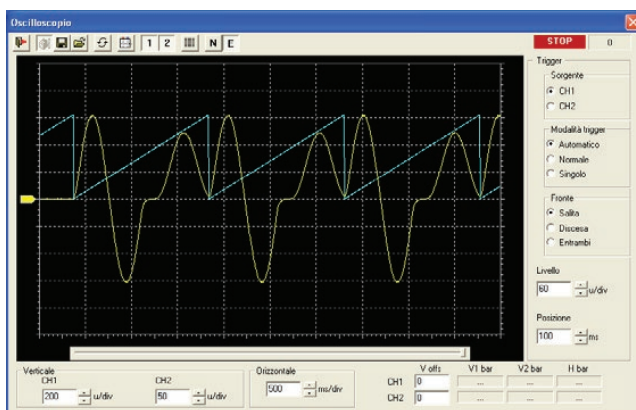 Oscilloscopio
1 2 N E
STOP 0
Trigger
Sorgente
CH1
CH2
Modalità trigger
Automatico
Normale
Singolo
Fronte
Salita
Discesa
Entrambi
Livello
60 u/div
Posizione
100 ms
Verticale
CH1 CH2
200 u/div 50 u/div
Orizzontale
500 ms/div
V offs V1 bar V2 bar H bar
CH1 0 ... ... ...
CH2 0 ... ... ...